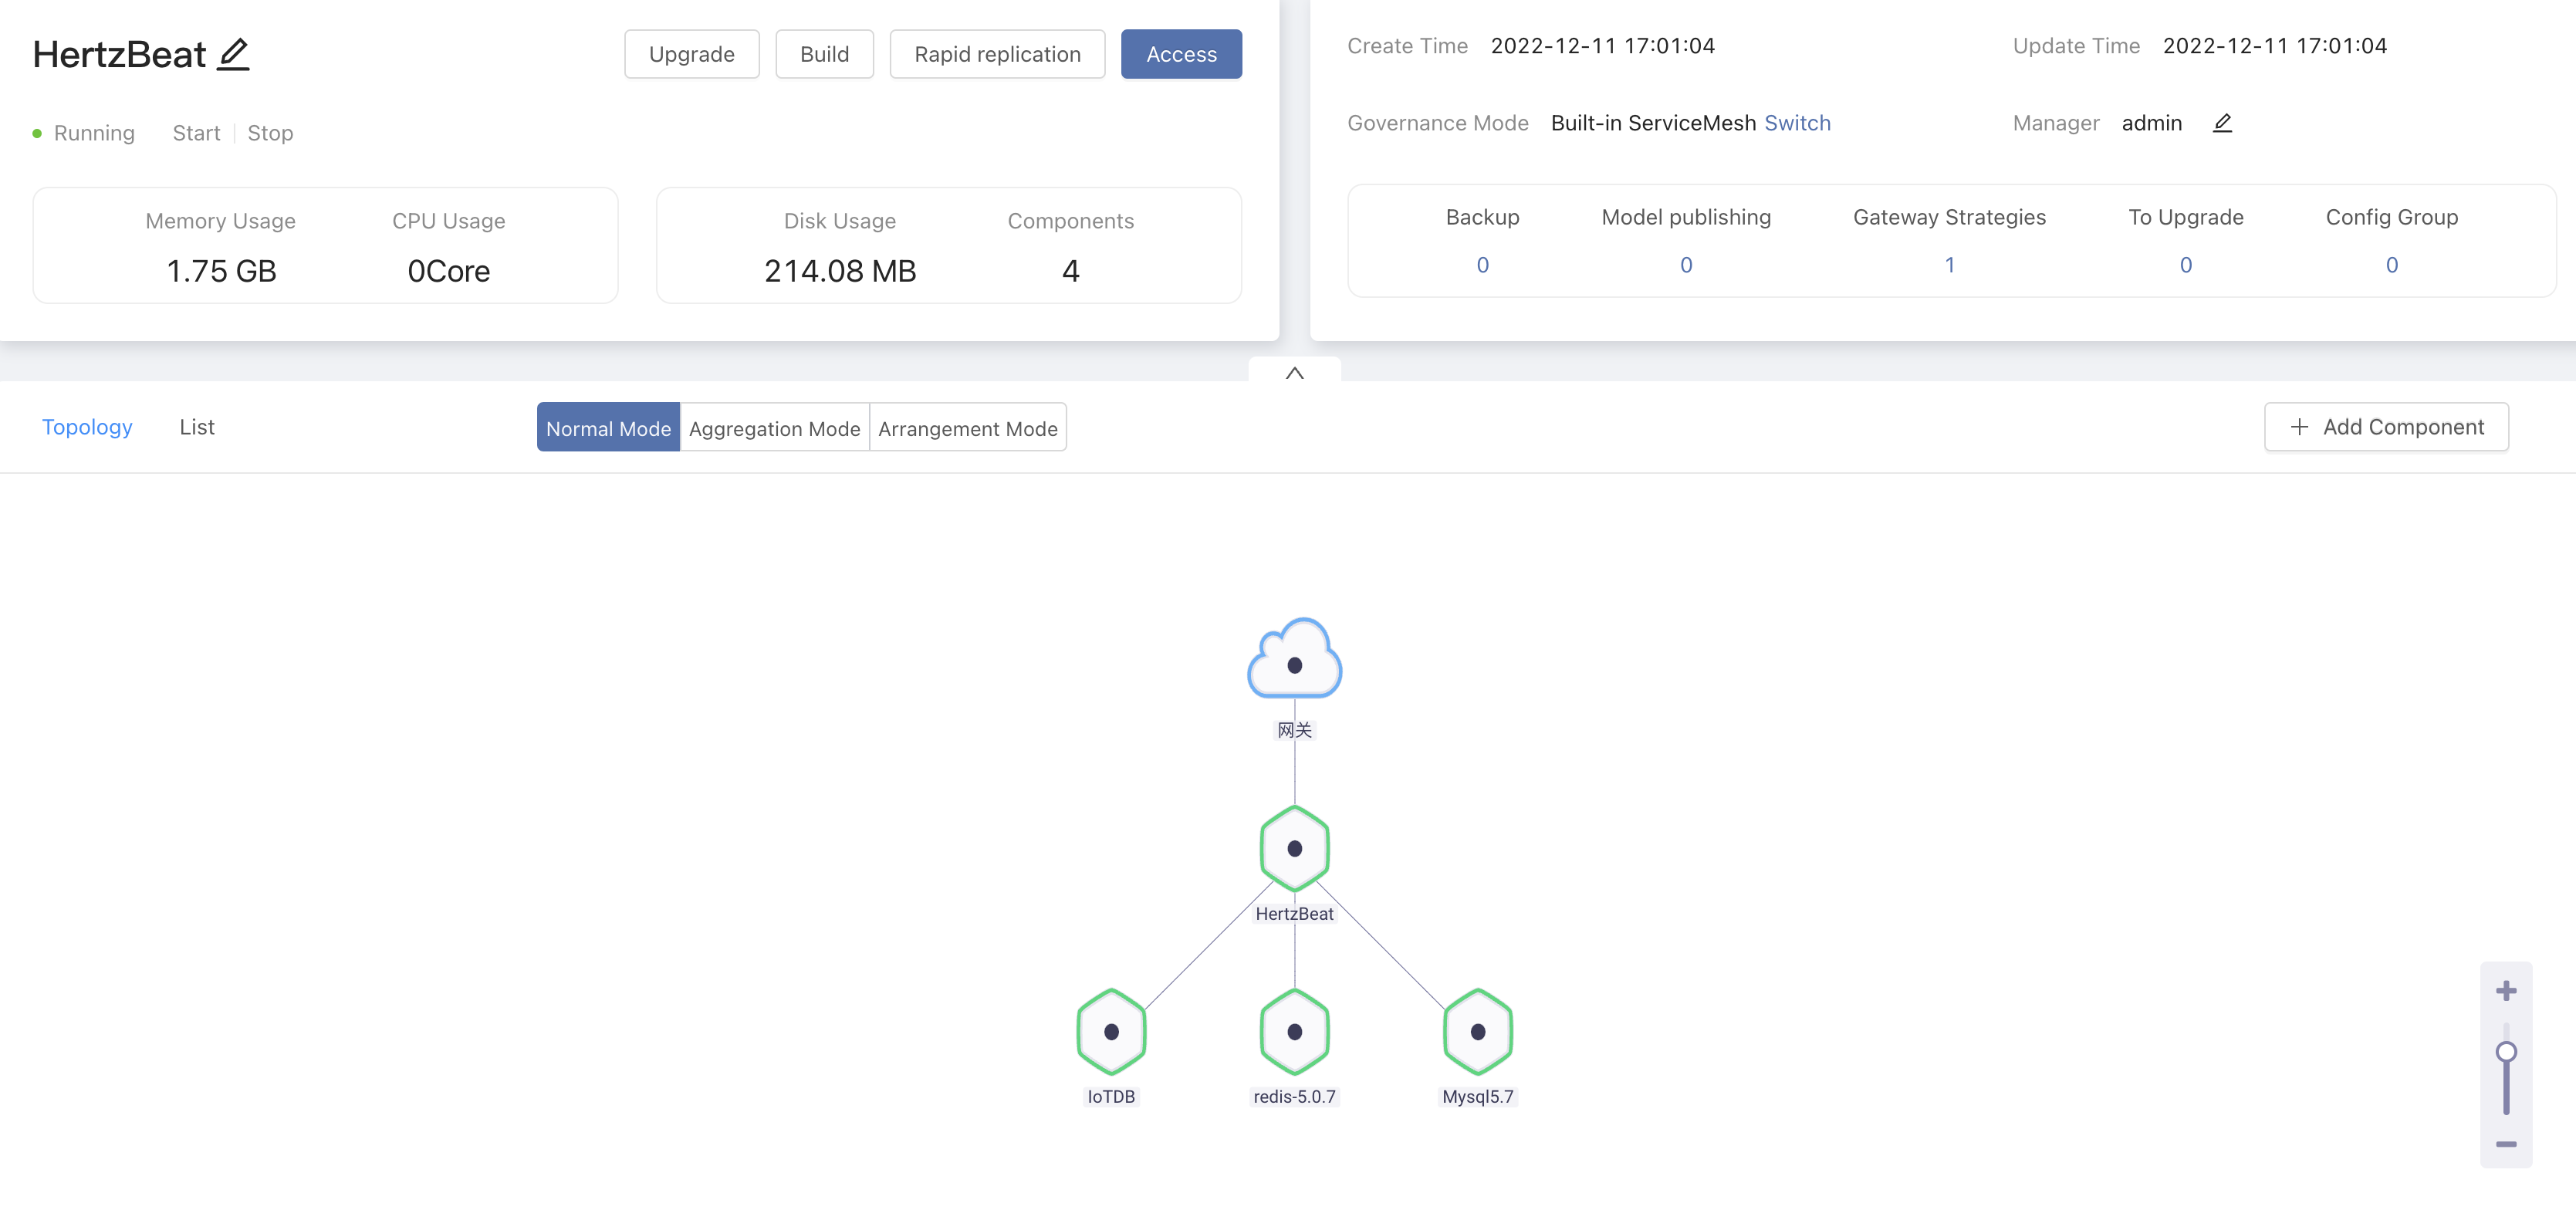 HertzBeat
Upgrade
Build
Rapid replication
Access
Running
Start
Stop
Memory Usage
CPU Usage
1.75 GB
0Core
Disk Usage
Components
214.08 MB
4
Create Time 2022-12-11 17:01:04
Update Time 2022-12-11 17:01:04
Governance Mode Built-in ServiceMesh Switch
Manager admin
Backup
Model publishing
Gateway Strategies
To Upgrade
Config Group
0
0
1
0
0
Topology
List
Normal Mode
Aggregation Mode
Arrangement Mode
Add Component
网关
HertzBeat
IoTDB
redis-5.0.7
Mysql5.7